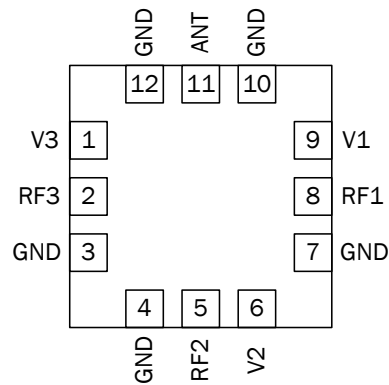 GND ANT GND
12 11 10
V3 1 9 V1
RF3 2 8 RF1
GND 3 7 GND
4 5 6
GND RF2 V2